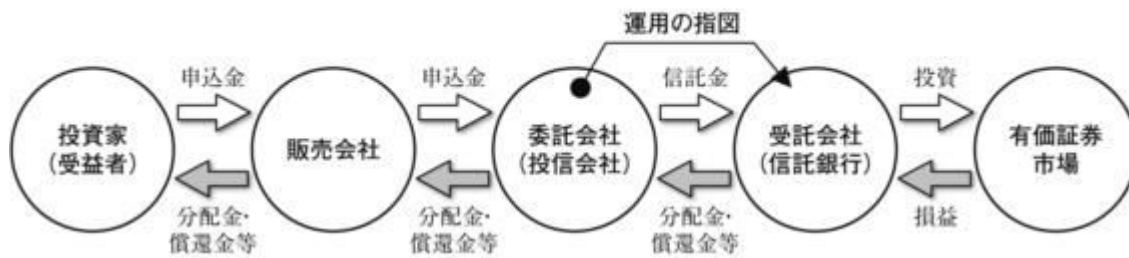 運用の指図
申込金
申込金
信託金
投資
投資家
(受益者)
販売会社
委託会社
(投信会社)
受託会社
(信託銀行)
有価証券
市場
分配金・
償還金等
分配金・
償還金等
分配金・
償還金等
損益